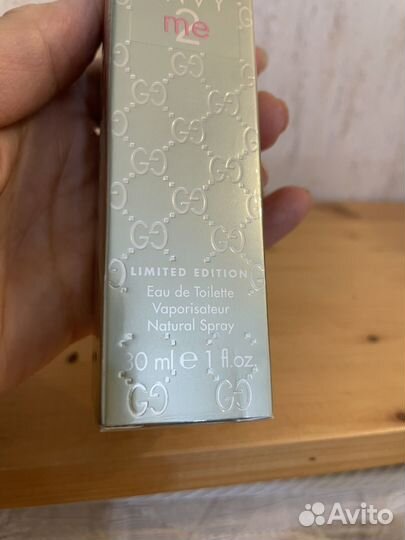 me
2
LIMITED EDITION
Eau de Toilette
Vaporisateur
Natural Spray
30 ml e 1 fl.oz.
Avito